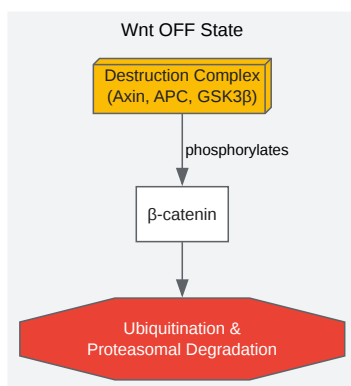 Wnt OFF State
Destruction Complex
(Axin, APC, GSK3β)
phosphorylates
β-catenin
Ubiquitination &
Proteasomal Degradation